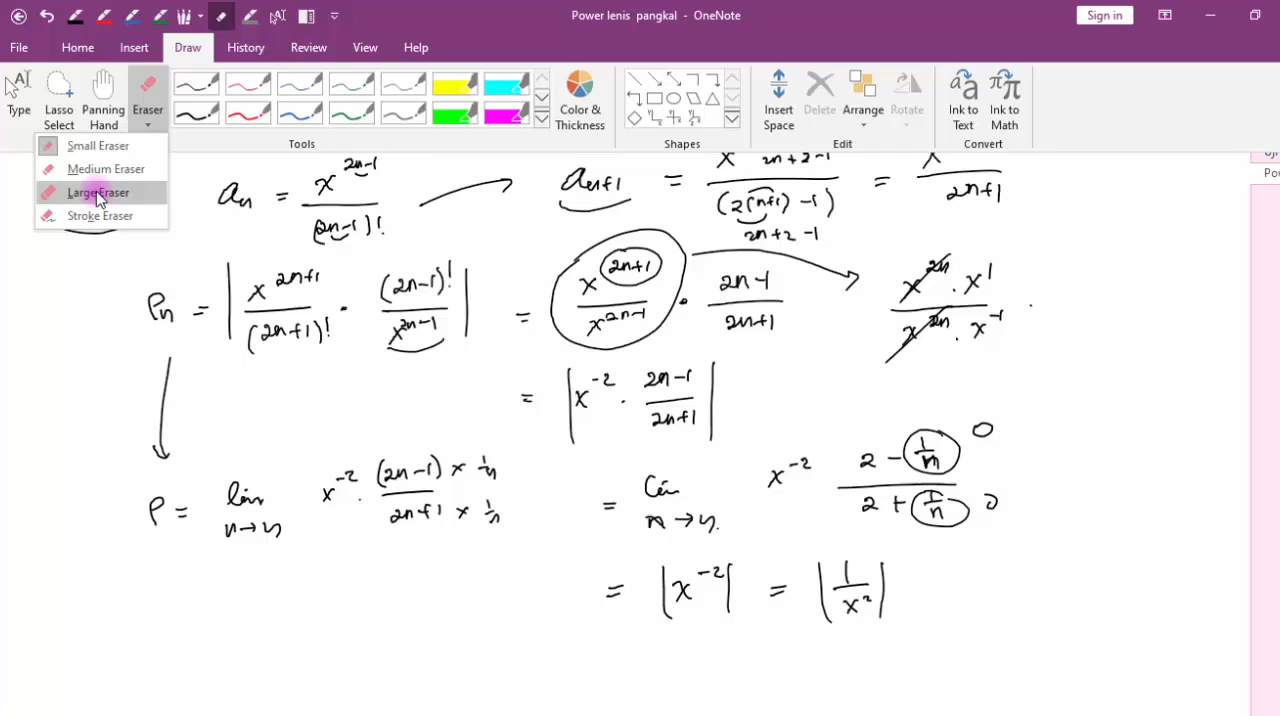 Power lenis pangkal - OneNote
Sign in
File Home Insert Draw History Review View Help
Type
Lasso Select
Panning Hand
Eraser
Color & Thickness
Insert Space
Delete
Arrange
Rotate
Ink to Text
Ink to Math
Tools
Shapes
Edit
Convert
Small Eraser
Medium Eraser
Large Eraser
Stroke Eraser
an = x^(2n-1) / (2n-1)! → an+1 = x^(2n+2-1) / (2(n+1)-1) = x / 2n+1
2n+2-1
ρn = | x^(2n+1) / (2n+1)! · (2n-1)! / x^(2n-1) | = x^(2n+1) / x^(2n-1) · 2n-1 / 2n+1 → x^(2n) · x^1 / x^(2n) · x^-1
= | x^-2 · 2n-1 / 2n+1 |
ρ = lim x^-2 · (2n-1) x 1/n / 2n+1 x 1/n = x^-2 2 - 1/n / 2 + 1/n 0 0
= | x^-2 | = | 1 / x^2 |